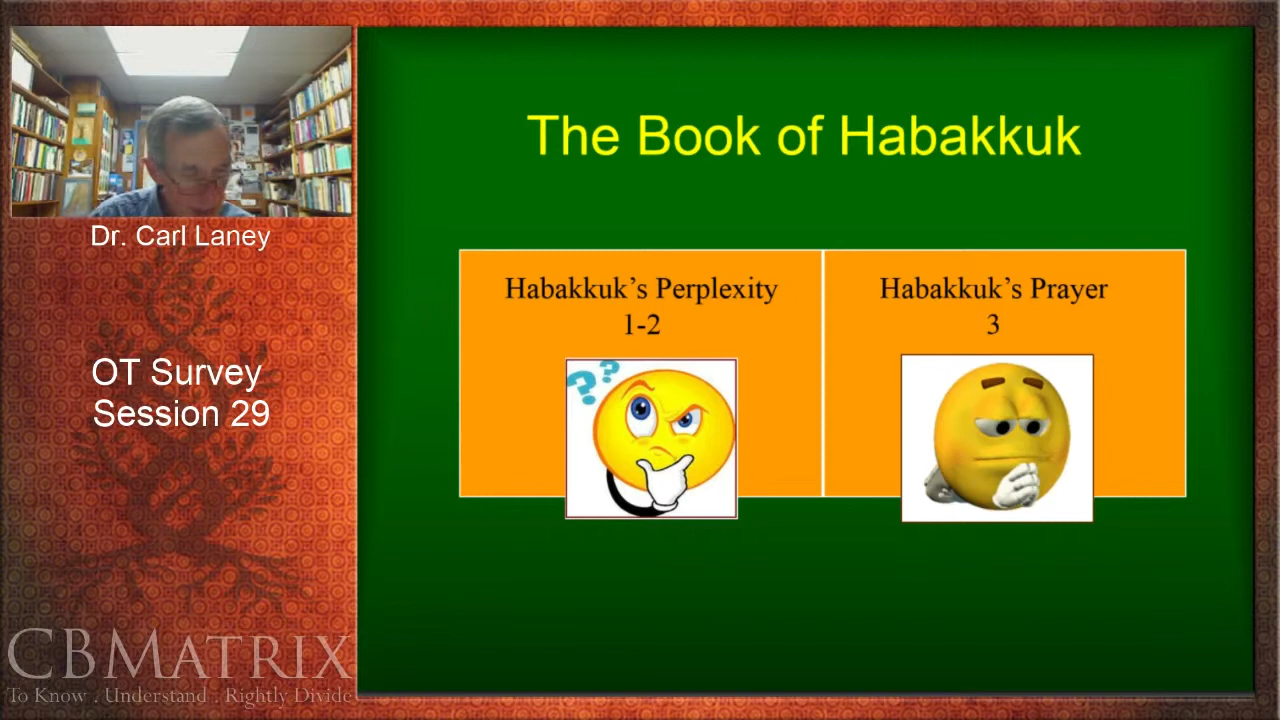 Dr. Carl Laney
OT Survey
Session 29
CBMATRIX
To Know . Understand . Rightly Divide
The Book of Habakkuk
Habakkuk's Perplexity
1-2
??
Habakkuk's Prayer
3